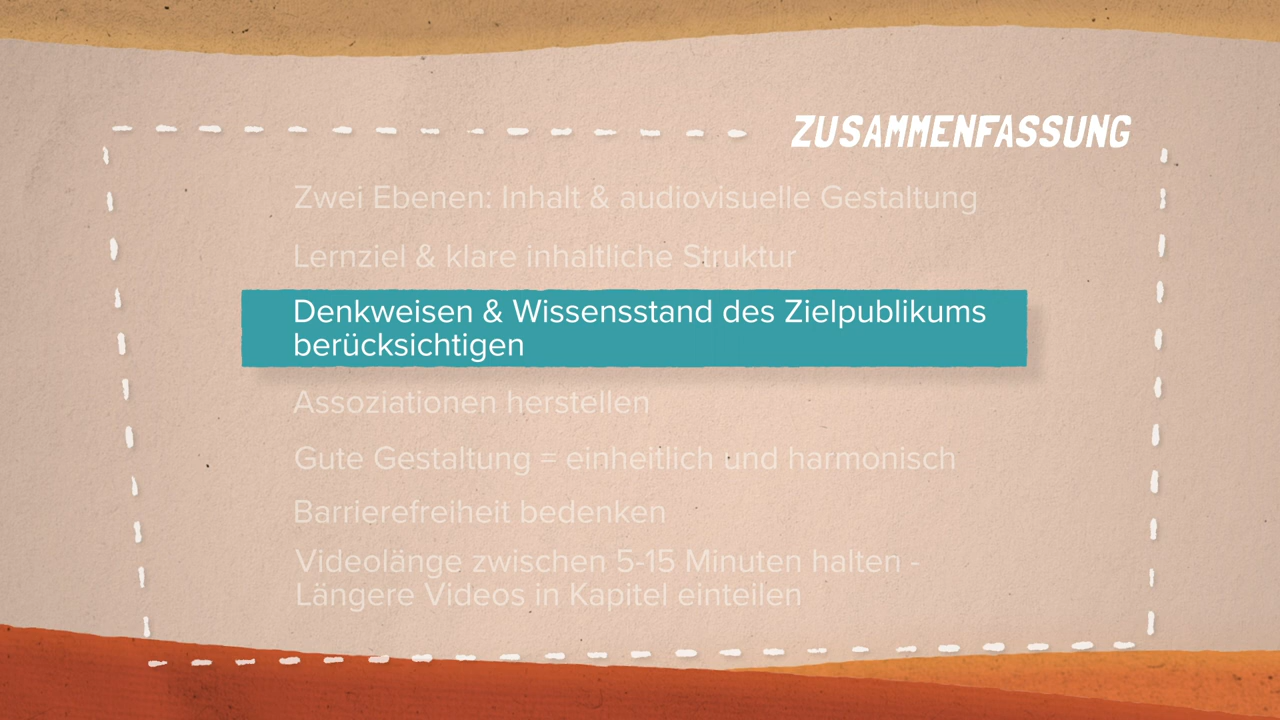 ZUSAMMENFASSUNG
Zwei Ebenen: Inhalt & audiovisuelle Gestaltung
Lernziel & klare inhaltliche Struktur
Denkweisen & Wissensstand des Zielpublikums
berücksichtigen
Assoziationen herstellen
Gute Gestaltung = einheitlich und harmonisch
Barrierefreiheit bedenken
Videolänge zwischen 5-15 Minuten halten -
Längere Videos in Kapitel einteilen